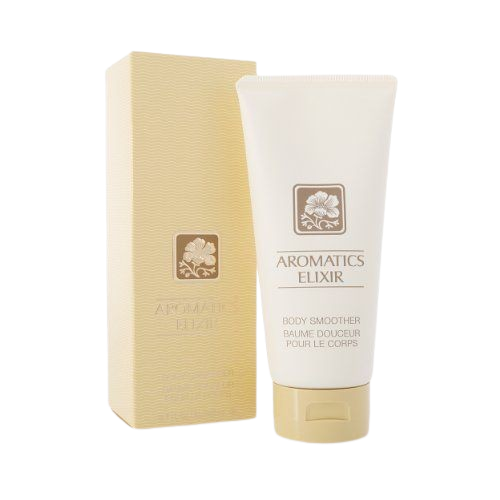 AROMATICS
ELIXIR
AROMATICS
ELIXIR
BODY SMOOTHER
BAUME DOUCEUR
POUR LE CORPS